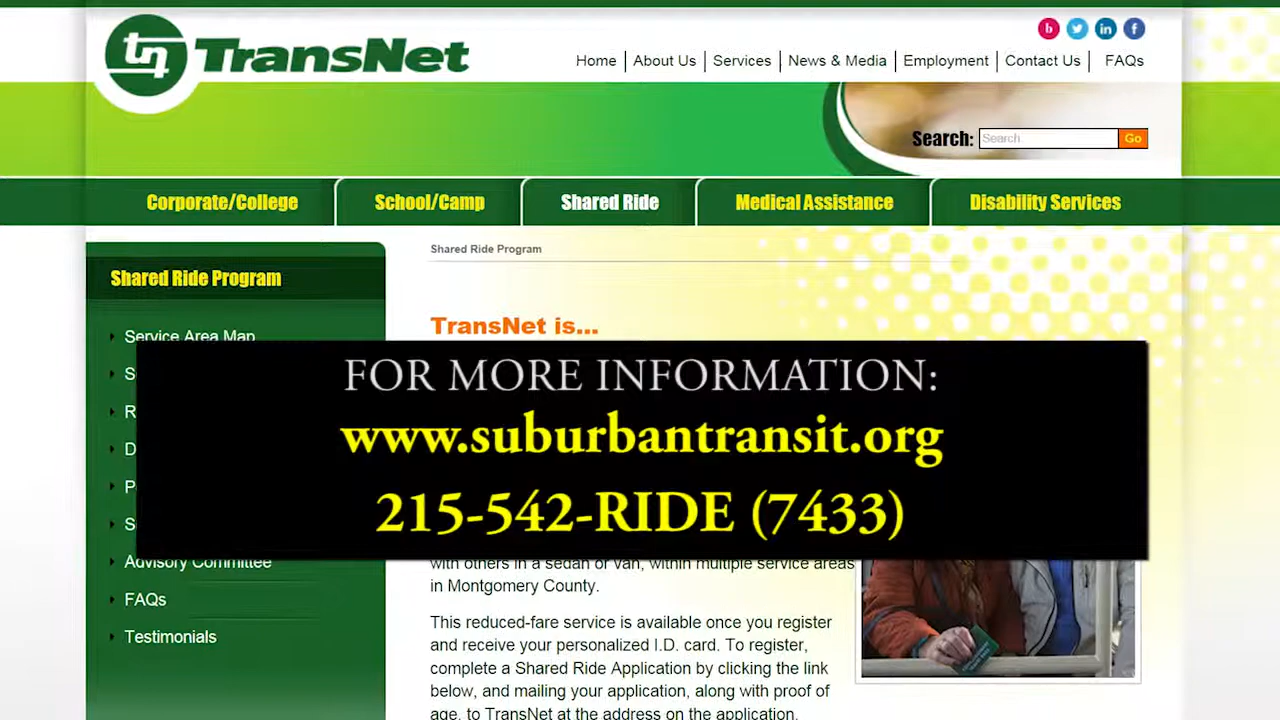 tn TransNet
b
in
f
Home
About Us
Services
News & Media
Employment
Contact Us
FAQs
Search:
Search
Go
Corporate/College
School/Camp
Shared Ride
Medical Assistance
Disability Services
Shared Ride Program
Service Area Map
S
R
D
P
S
Advisory Committee
FAQs
Testimonials
Shared Ride Program
TransNet is...
FOR MORE INFORMATION:
www.suburbantransit.org
215-542-RIDE (7433)
with others in a sedan or van, within multiple service areas
in Montgomery County.
This reduced-fare service is available once you register
and receive your personalized I.D. card. To register,
complete a Shared Ride Application by clicking the link
below, and mailing your application, along with proof of
age, to TransNet at the address on the application.